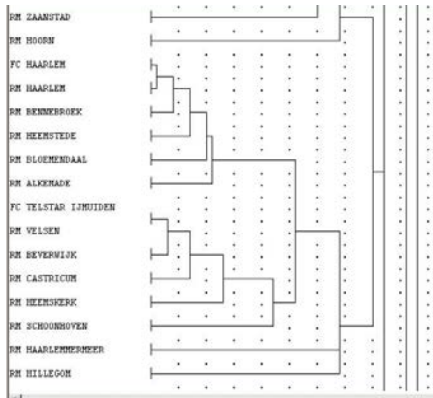 RM ZAANSTAD
RM HOORN
FC HAARLEM
RM HAARLEM
RM BENNEBROEK
RM HEEMSTEDE
RM BLOEMENDAAL
RM ALKEMADE
FC TELSTAR IJMUIDEN
RM VELSEN
RM BEVERWIJK
RM CASTRICUM
RM HEEMSKERK
RM SCHOONHOVEN
RM HAARLEMMERMEER
RM HILLEGOM